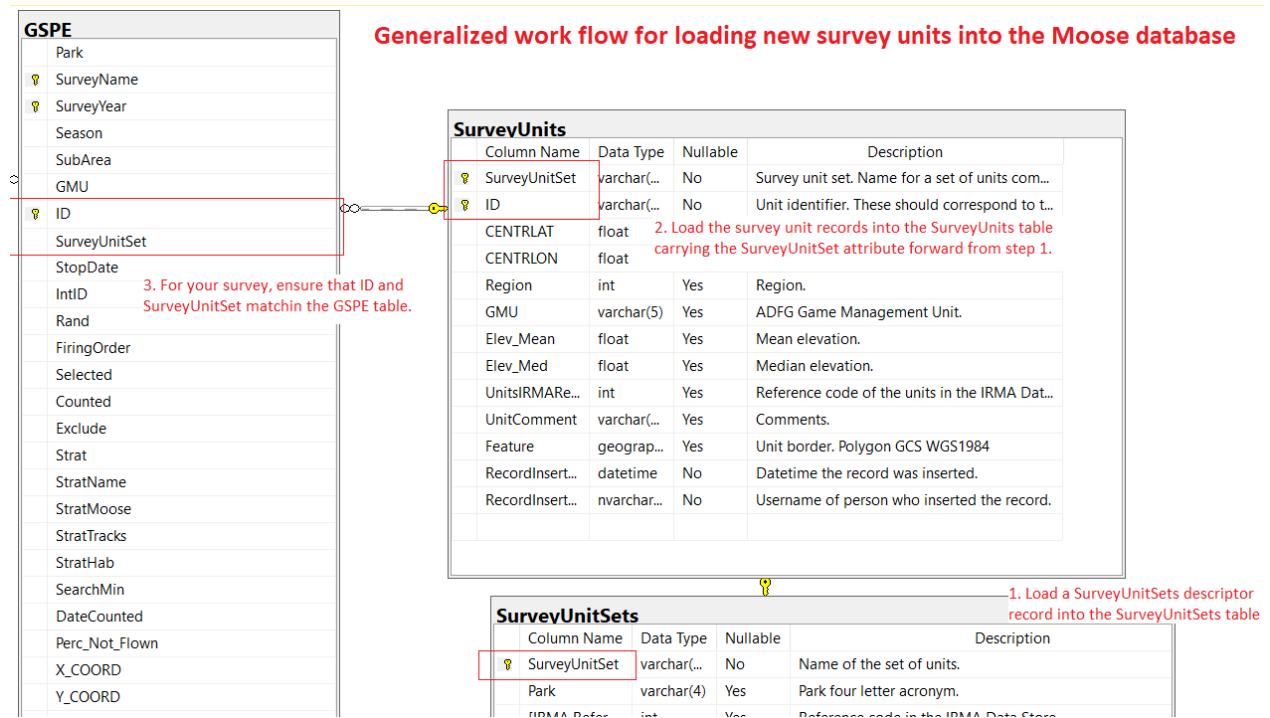 Generalized work flow for loading new survey units into the Moose database
GSPE
Park
SurveyName
SurveyYear
Season
SubArea
GMU
ID
SurveyUnitSet
StopDate
IntID
Rand
FiringOrder
Selected
Counted
Exclude
Strat
StratName
StratMoose
StratTracks
StratHab
SearchMin
DateCounted
Perc_Not_Flown
X_COORD
Y_COORD
3. For your survey, ensure that ID and
SurveyUnitSet matchin the GSPE table.
SurveyUnits
Column Name Data Type Nullable Description
SurveyUnitSet varchar(... No Survey unit set. Name for a set of units com...
ID varchar(... No Unit identifier. These should correspond to t...
CENTRLAT float
CENTRLON float
2. Load the survey unit records into the SurveyUnits table
carrying the SurveyUnitSet attribute forward from step 1.
Region int Yes Region.
GMU varchar(5) Yes ADFG Game Management Unit.
Elev_Mean float Yes Mean elevation.
Elev_Med float Yes Median elevation.
UnitsIRMARe... int Yes Reference code of the units in the IRMA Dat...
UnitComment varchar(... Yes Comments.
Feature geograp... Yes Unit border. Polygon GCS WGS1984
RecordInsert... datetime No Datetime the record was inserted.
RecordInsert... nvarchar... No Username of person who inserted the record.
1. Load a SurveyUnitSets descriptor
record into the SurveyUnitSets table
SurveyUnitSets
Column Name Data Type Nullable Description
SurveyUnitSet varchar(... No Name of the set of units.
Park varchar(4) Yes Park four letter acronym.
[IRMA Refer... int Yes Reference code in the IRMA Data Store